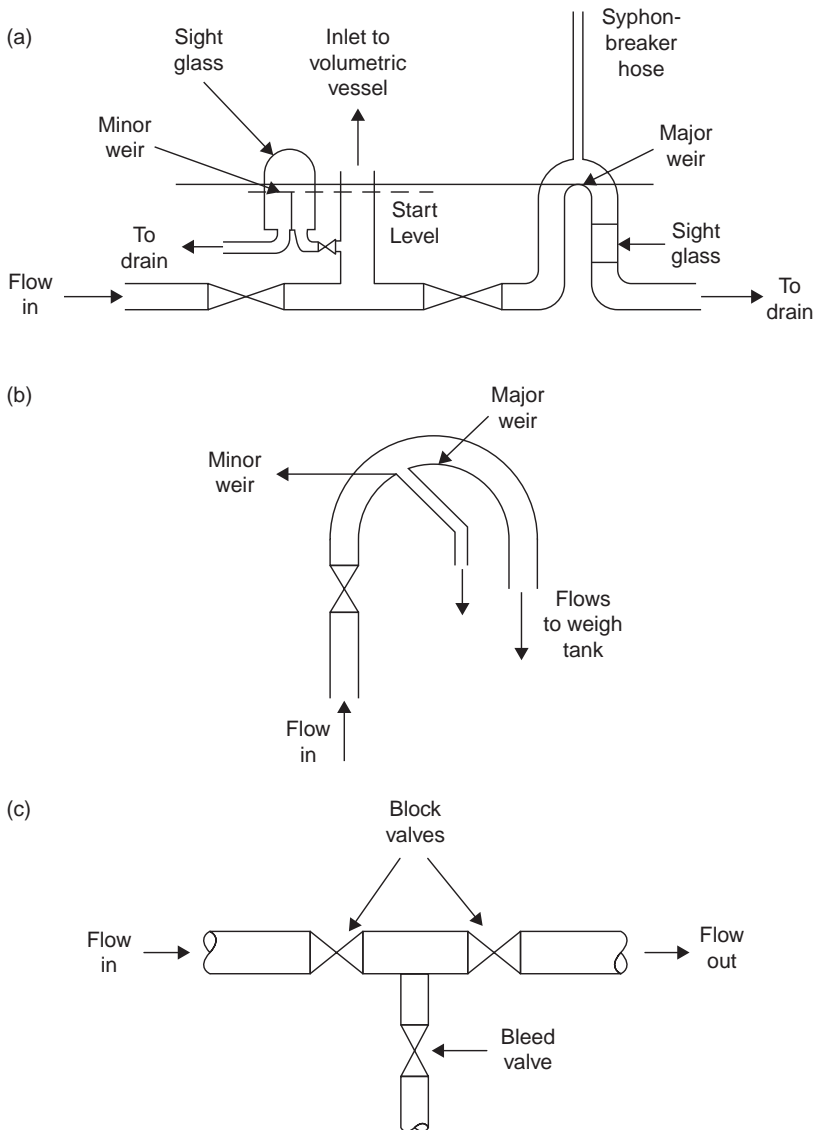 (a)
Sight
glass
Inlet to
volumetric
vessel
Syphon-
breaker
hose
Minor
weir
Major
weir
Start
Level
To
drain
Sight
glass
Flow
in
To
drain
(b)
Major
weir
Minor
weir
Flows
to weigh
tank
Flow
in
(c)
Block
valves
Flow
in
Flow
out
Bleed
valve